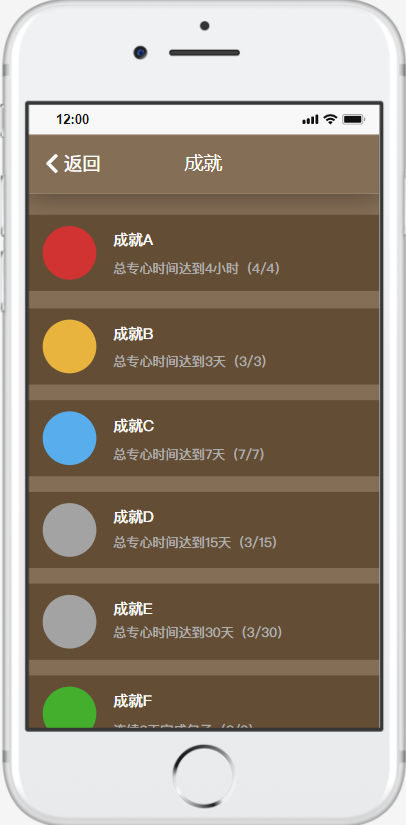 12:00
返回
成就
成就A
总专心时间达到4小时（4/4）
成就B
总专心时间达到3天（3/3）
成就C
总专心时间达到7天（7/7）
成就D
总专心时间达到15天（3/15）
成就E
总专心时间达到30天（3/30）
成就F